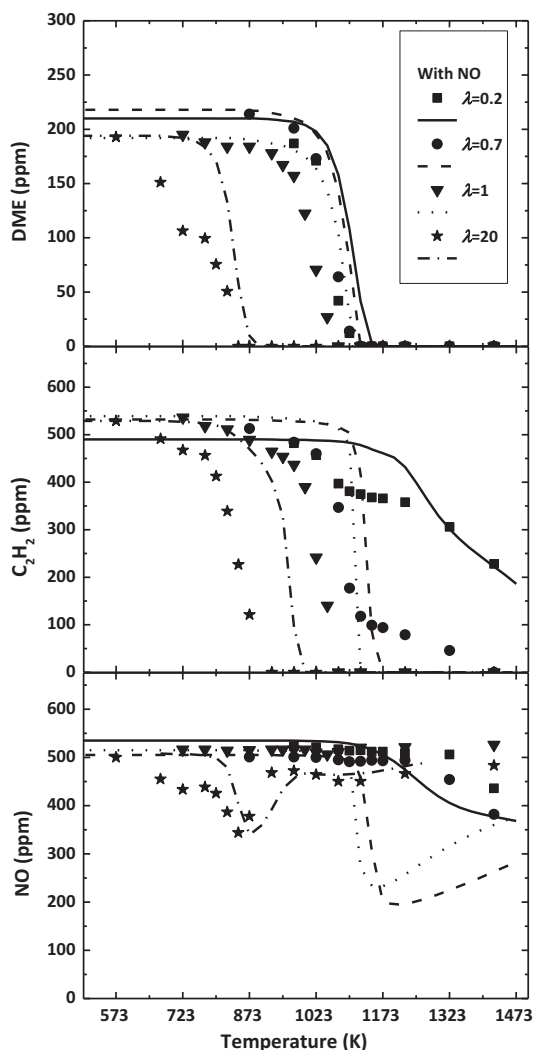 300
250
200
150
100
50
0
DME (ppm)
With NO
λ=0.2
λ=0.7
λ=1
λ=20
600
500
400
300
200
100
0
C₂H₂ (ppm)
600
500
400
300
200
100
0
NO (ppm)
573 723 873 1023 1173 1323 1473
Temperature (K)